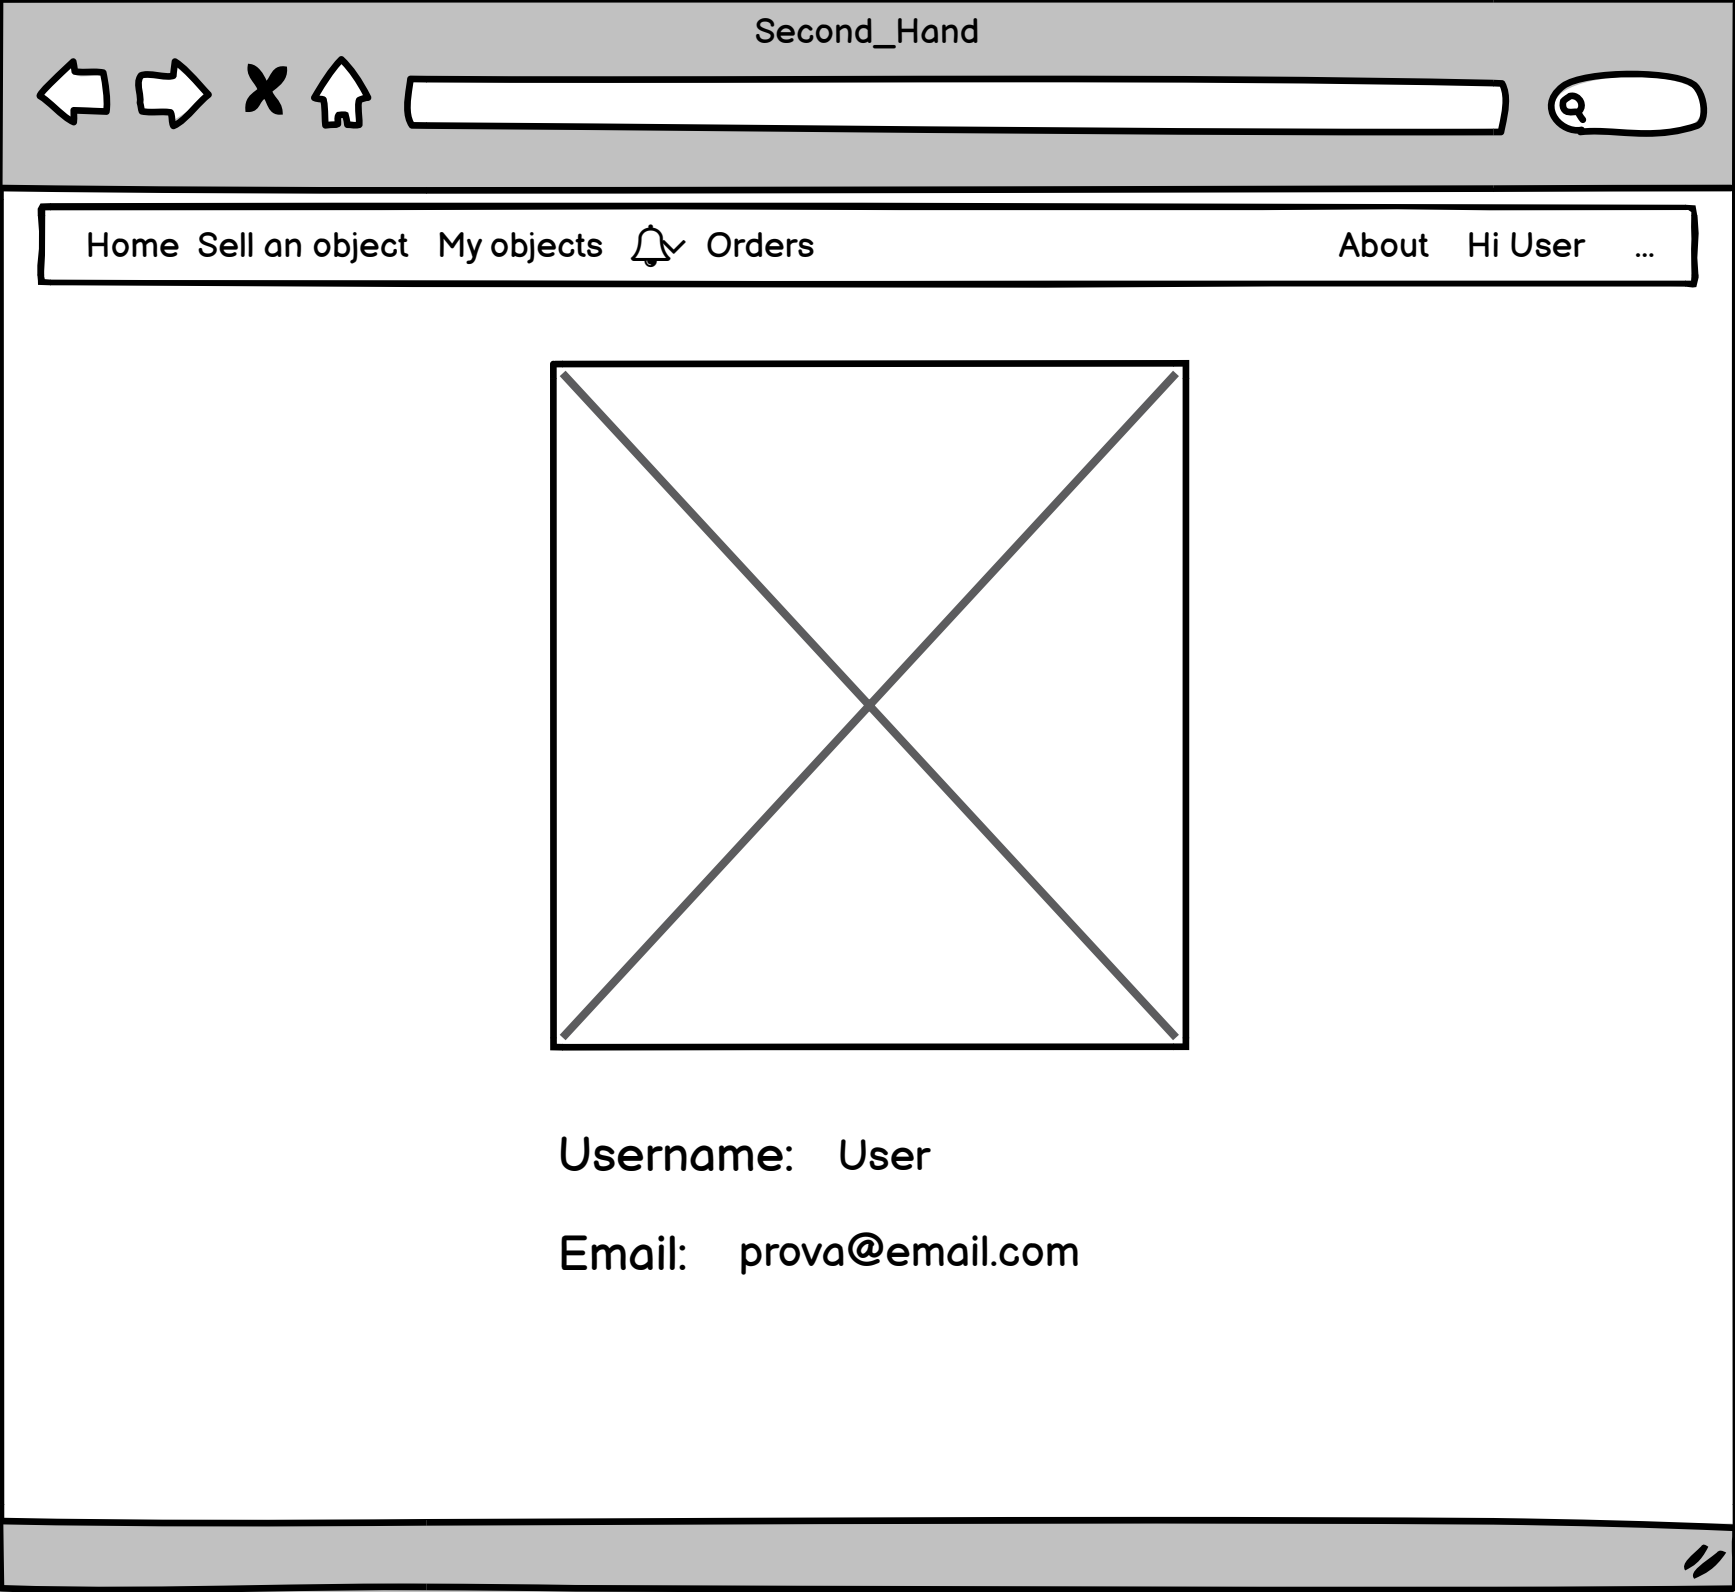 Second_Hand
Home Sell an object My objects Orders About Hi User ...
Username: User
Email: prova@email.com